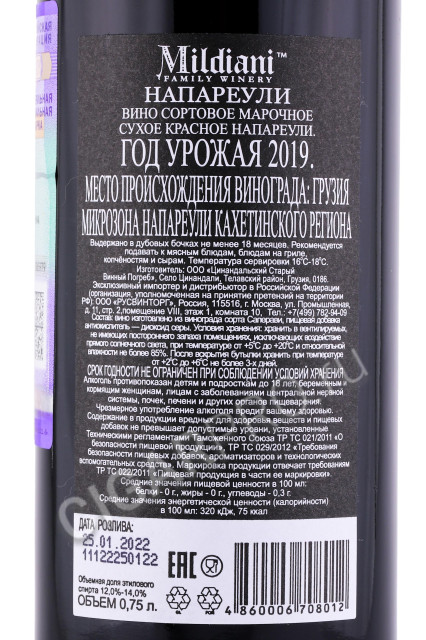 Mildiani™
FAMILY WINERY
НАПАРЕУЛИ
ВИНО СОРТОВОЕ МАРОЧНОЕ
СУХОЕ КРАСНОЕ НАПАРЕУЛИ.
ГОД УРОЖАЯ 2019.
МЕСТО ПРОИСХОЖДЕНИЯ ВИНОГРАДА: ГРУЗИЯ
МИКРОЗОНА НАПАРЕУЛИ КАХЕТИНСКОГО РЕГИОНА
Выдержано в дубовых бочках не менее 18 месяцев. Рекомендуется
подавать к мясным блюдам, блюдам на гриле,
копчёностям и сырам. Температура сервировки 16°C-18°C.
Изготовитель: ООО «Цинандальский Старый
Винный Погреб», Село Цинандали, Телавский район, Грузия, 0186.
Эксклюзивный импортер и дистрибьютор в Российской Федерации
(организация, уполномоченная на принятие претензий на территории
РФ): ООО «РУСВИНТОРГ», Россия, 115516, г. Москва, ул. Промышленная,
д. 11, стр. 2, помещение VIII, этаж 1, комната 10. Тел.: +7(499) 782-94-09
Состав: вино изготовлено из винограда сорта Саперави, пищевая добавка
антиокислитель — диоксид серы. Условия хранения: хранить в вентилируемых,
не имеющих постороннего запаха помещениях, исключающих воздействие
прямого солнечного света, при температуре от +5°C до +20°C и относительной
влажности не более 85%. После вскрытия бутылки хранить при температуре
от +2°C до +6°C не более 3-х дней.
СРОК ГОДНОСТИ НЕ ОГРАНИЧЕН ПРИ СОБЛЮДЕНИИ УСЛОВИЙ ХРАНЕНИЯ
Алкоголь противопоказан детям и подросткам до 18 лет, беременным и
кормящим женщинам, лицам с заболеваниями центральной нервной
системы, почек, печени и других органов пищеварения.
Чрезмерное употребление алкоголя вредит вашему здоровью.
Содержание в продукции вредных для здоровья веществ и пищевых
добавок не превышает допустимые уровни, установленные
Техническими регламентами Таможенного Союза ТР ТС 021/2011 «О
безопасности пищевой продукции», ТР ТС 029/2012 «Требования
безопасности пищевых добавок, ароматизаторов и технологических
вспомогательных средств». Маркировка продукции отвечает требованиям
ТР ТС 022/2011 «Пищевая продукция в части ее маркировки».
Средние значения пищевой ценности в 100 мл:
белки - 0 г., жиры - 0 г., углеводы - 0,3 г.
Средние значения энергетической ценности (калорийности)
в 100 мл: 320 кДж, 75 ккал
ДАТА РОЗЛИВА:
25.01.2022
11122250122
Объемная доля этилового
спирта 12,0%-14,0%
ОБЪЕМ 0,75 л.
EAC
4860006708012